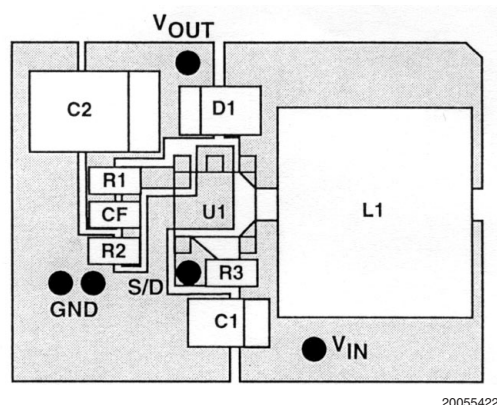 VOUT
C2
D1
R1
CF
R2
U1
L1
S/D
R3
GND
C1
VIN
20055422